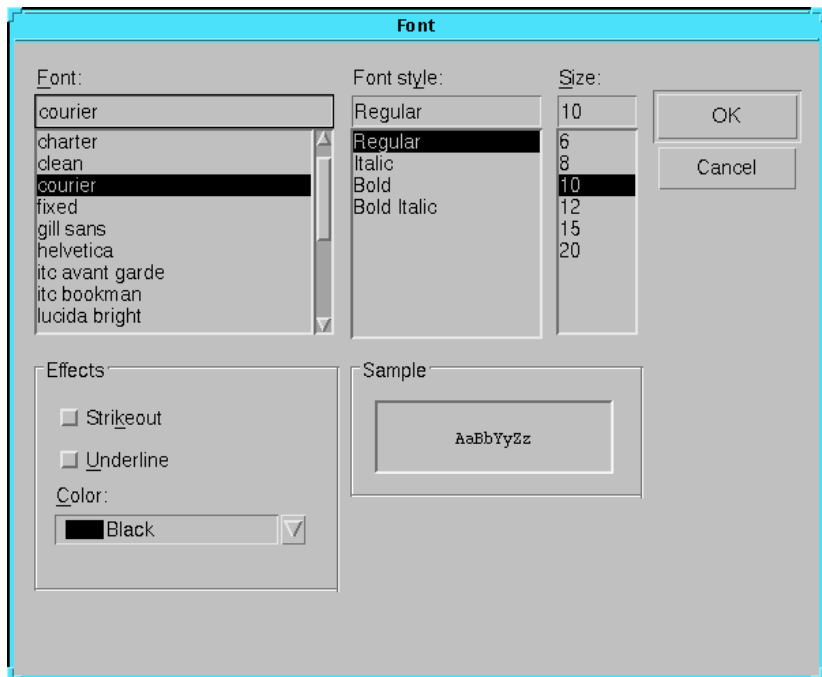 Font
Font:
courier
charter
clean
courier
fixed
gill sans
helvetica
itc avant garde
itc bookman
lucida bright
Font style:
Regular
Regular
Italic
Bold
Bold Italic
Size:
10
6
8
10
12
15
20
OK
Cancel
Effects
Strikeout
Underline
Color:
Black
Sample
AaBbYyZz